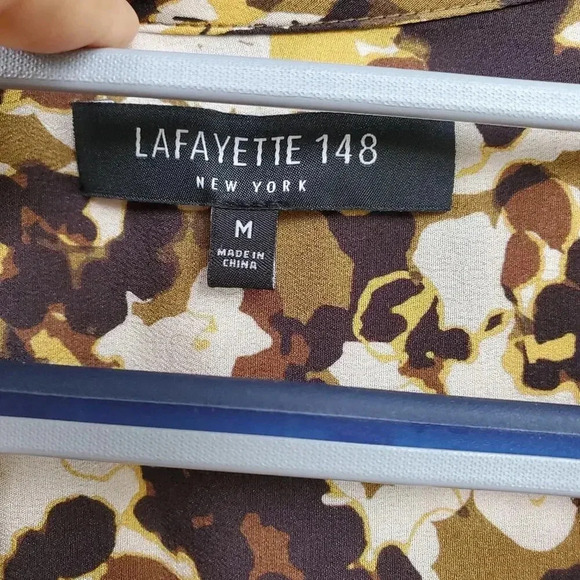 LAFAYETTE 148
NEW YORK
M
MADE IN
CHINA